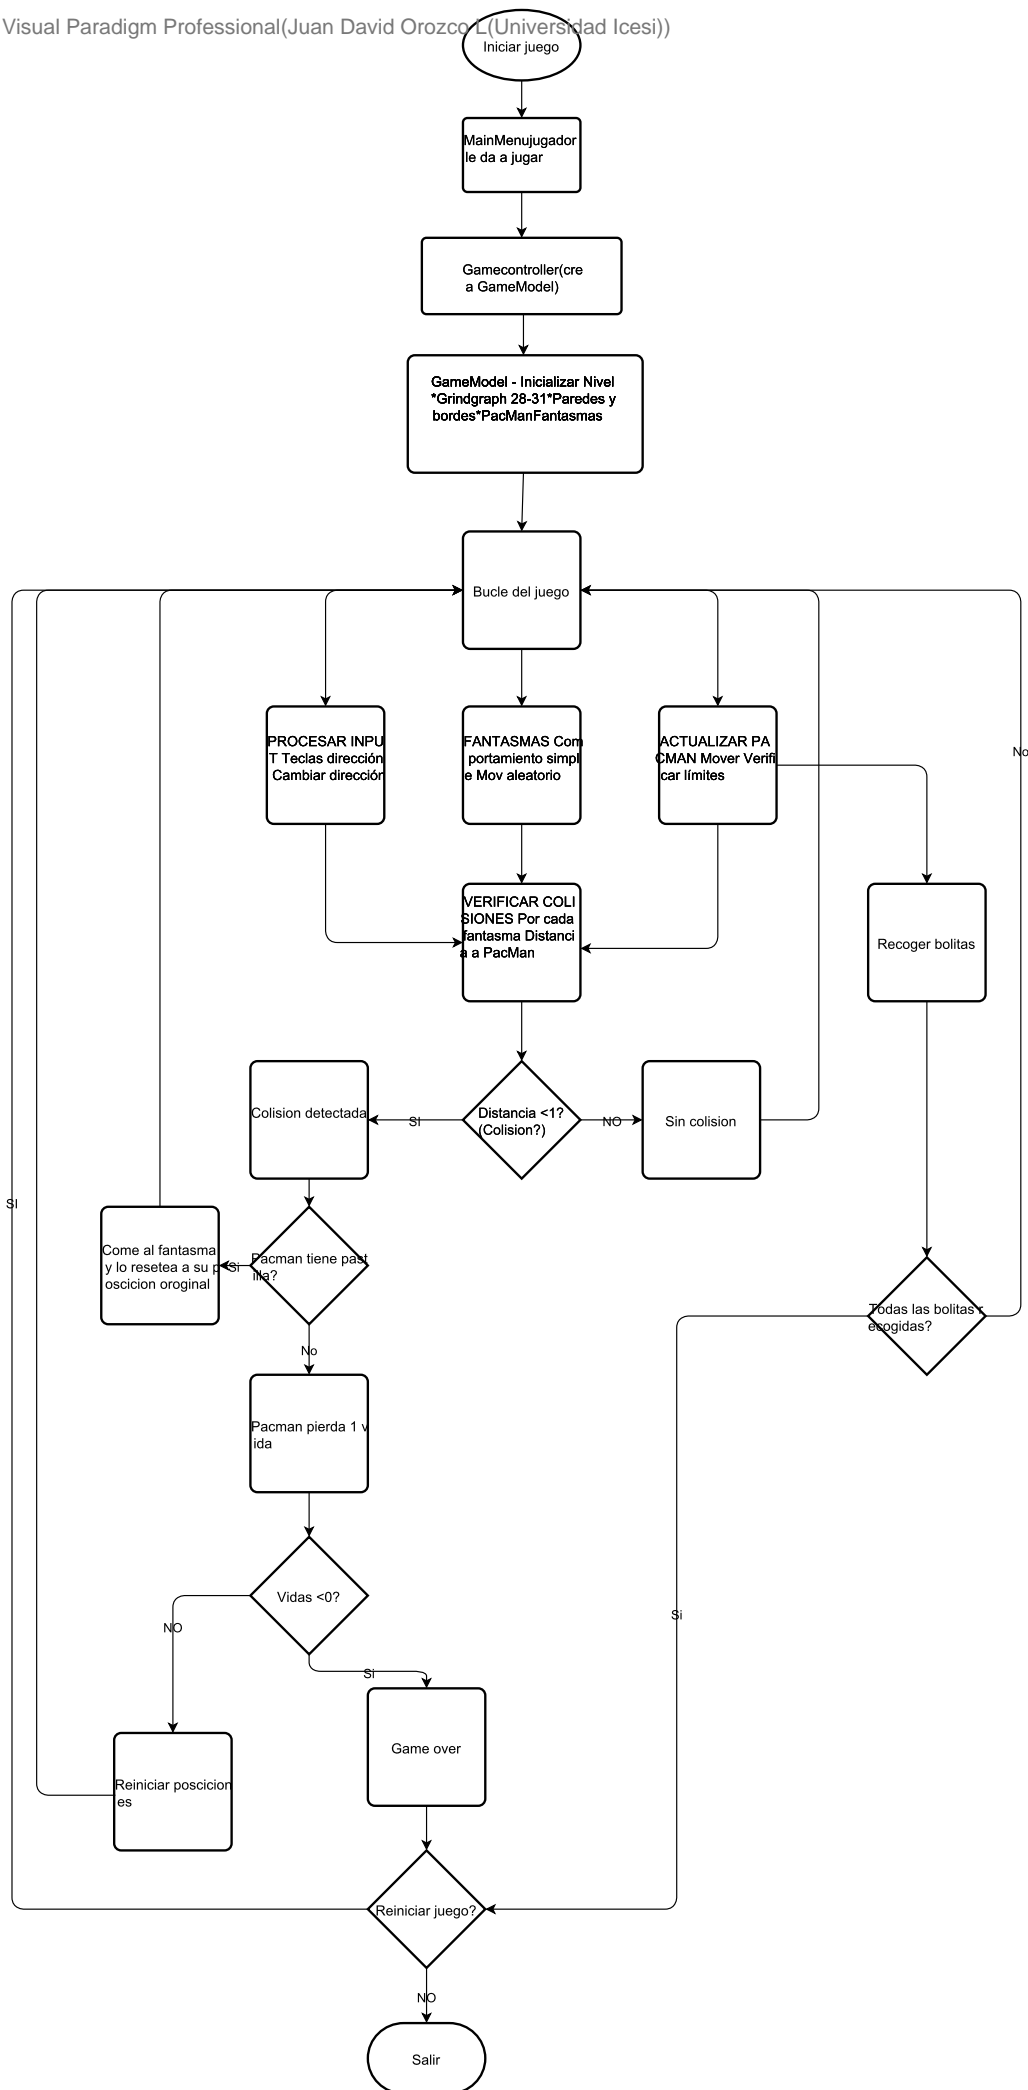 Visual Paradigm Professional(Juan David Orozco L(Universidad Icesi))
Iniciar juego
MainMenujugador
le da a jugar
Gamecontroller(cre
a GameModel)
GameModel - Inicializar Nivel
*Grindgraph 28-31*Paredes y
bordes*PacManFantasmas
Bucle del juego
PROCESAR INPU
T Teclas dirección
Cambiar dirección
FANTASMAS Com
portamiento simpl
e Mov aleatorio
ACTUALIZAR PA
CMAN Mover Verifi
car límites
No
VERIFICAR COLI
SIONES Por cada
fantasma Distanci
a a PacMan
Recoger bolitas
Colision detectada
SI
Distancia <1?
(Colision?)
NO
Sin colision
SI
Come al fantasma
y lo resetea a su p
oscicion oroginal
Si
Pacman tiene past
illa?
Todas las bolitas r
ecogidas?
No
Pacman pierda 1 v
ida
Vidas <0?
NO
Si
Si
Game over
Reiniciar poscicion
es
Reiniciar juego?
NO
Salir